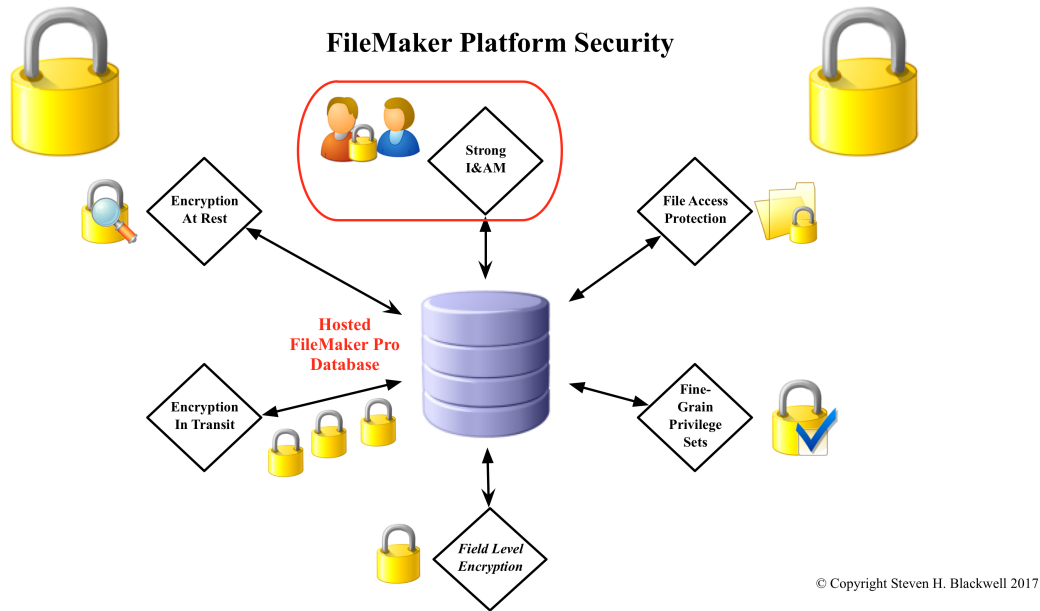 FileMaker Platform Security
Strong
I&AM
Encryption
At Rest
File Access
Protection
Hosted
FileMaker Pro
Database
Encryption
In Transit
Fine-
Grain
Privilege
Sets
Field Level
Encryption
© Copyright Steven H. Blackwell 2017